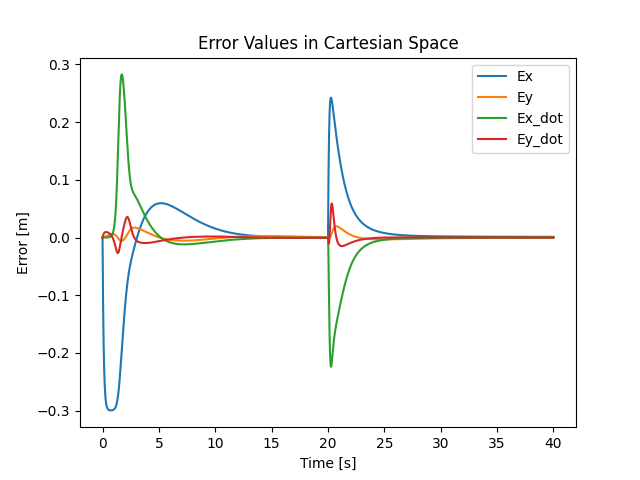 Error Values in Cartesian Space
Error [m]
0.3
0.2
0.1
0.0
−0.1
−0.2
−0.3
Ex
Ey
Ex_dot
Ey_dot
0
5
10
15
20
25
30
35
40
Time [s]